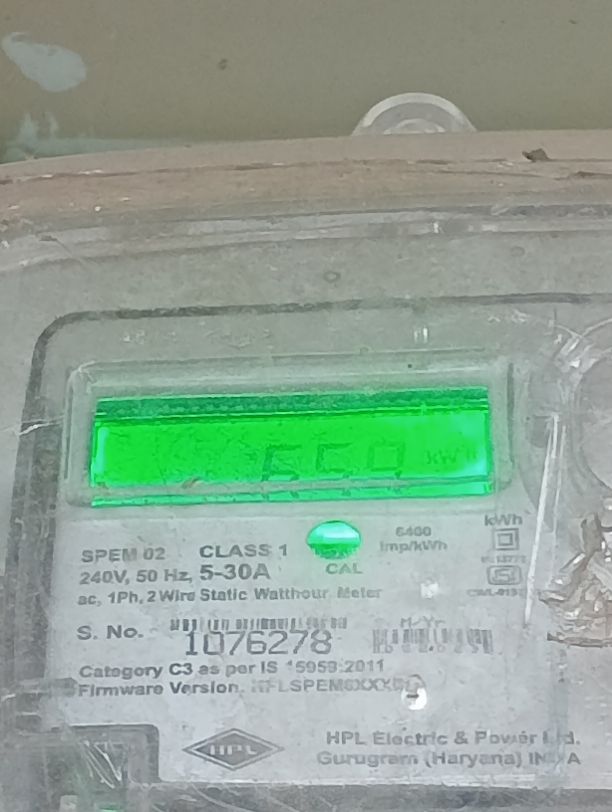 kWh
6400
SPEM 02 CLASS 1 Imp/kWh
240V, 50 Hz, 5-30A CAL
ac, 1Ph, 2 Wire Static Watthour Meter
S. No. 1076278
Category C3 as per IS 15959:2011
Firmware Version.
HPL HPL Electric & Power Ltd.
Gurugram (Haryana) INDIA